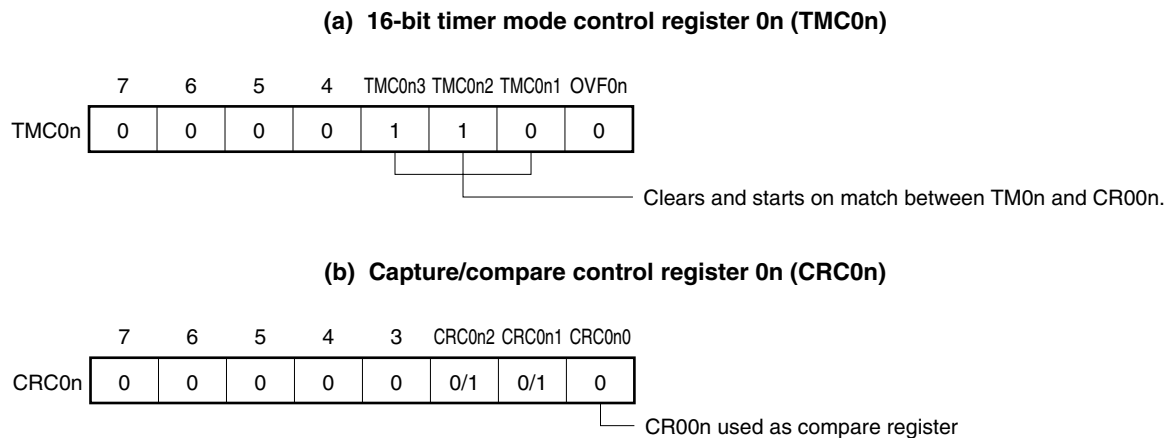 (a) 16-bit timer mode control register 0n (TMC0n)
7 6 5 4 TMC0n3 TMC0n2 TMC0n1 OVF0n
TMC0n 0 0 0 0 1 1 0 0
Clears and starts on match between TM0n and CR00n.
(b) Capture/compare control register 0n (CRC0n)
7 6 5 4 3 CRC0n2 CRC0n1 CRC0n0
CRC0n 0 0 0 0 0 0/1 0/1 0
CR00n used as compare register